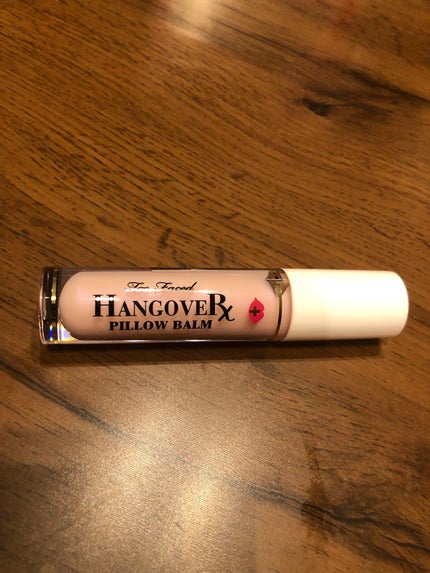 Too Faced
HANGOVERx
PILLOW BALM
+